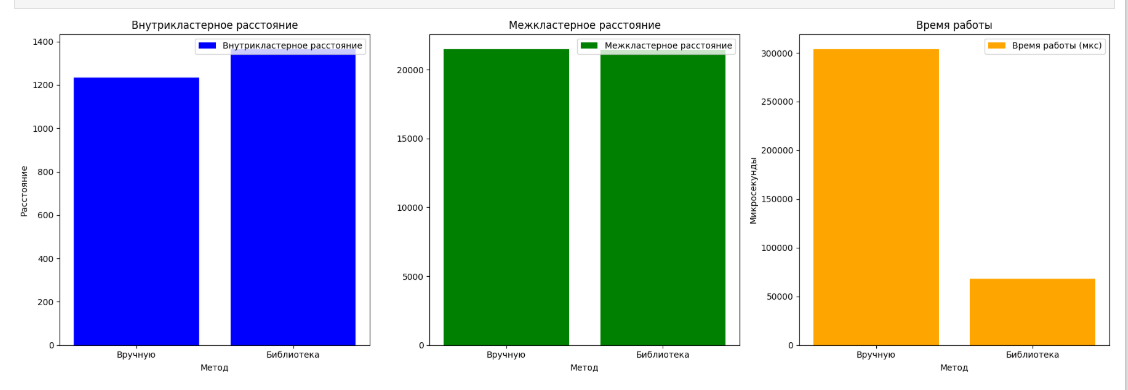 Внутрикластерное расстояние
Внутрикластерное расстояние
1400
1200
1000
800
600
400
200
0
Расстояние
Вручную
Библиотека
Метод
Межкластерное расстояние
Межкластерное расстояние
20000
15000
10000
5000
0
Вручную
Библиотека
Метод
Время работы
Время работы (мкс)
300000
250000
200000
150000
100000
50000
0
Микросекунды
Вручную
Библиотека
Метод